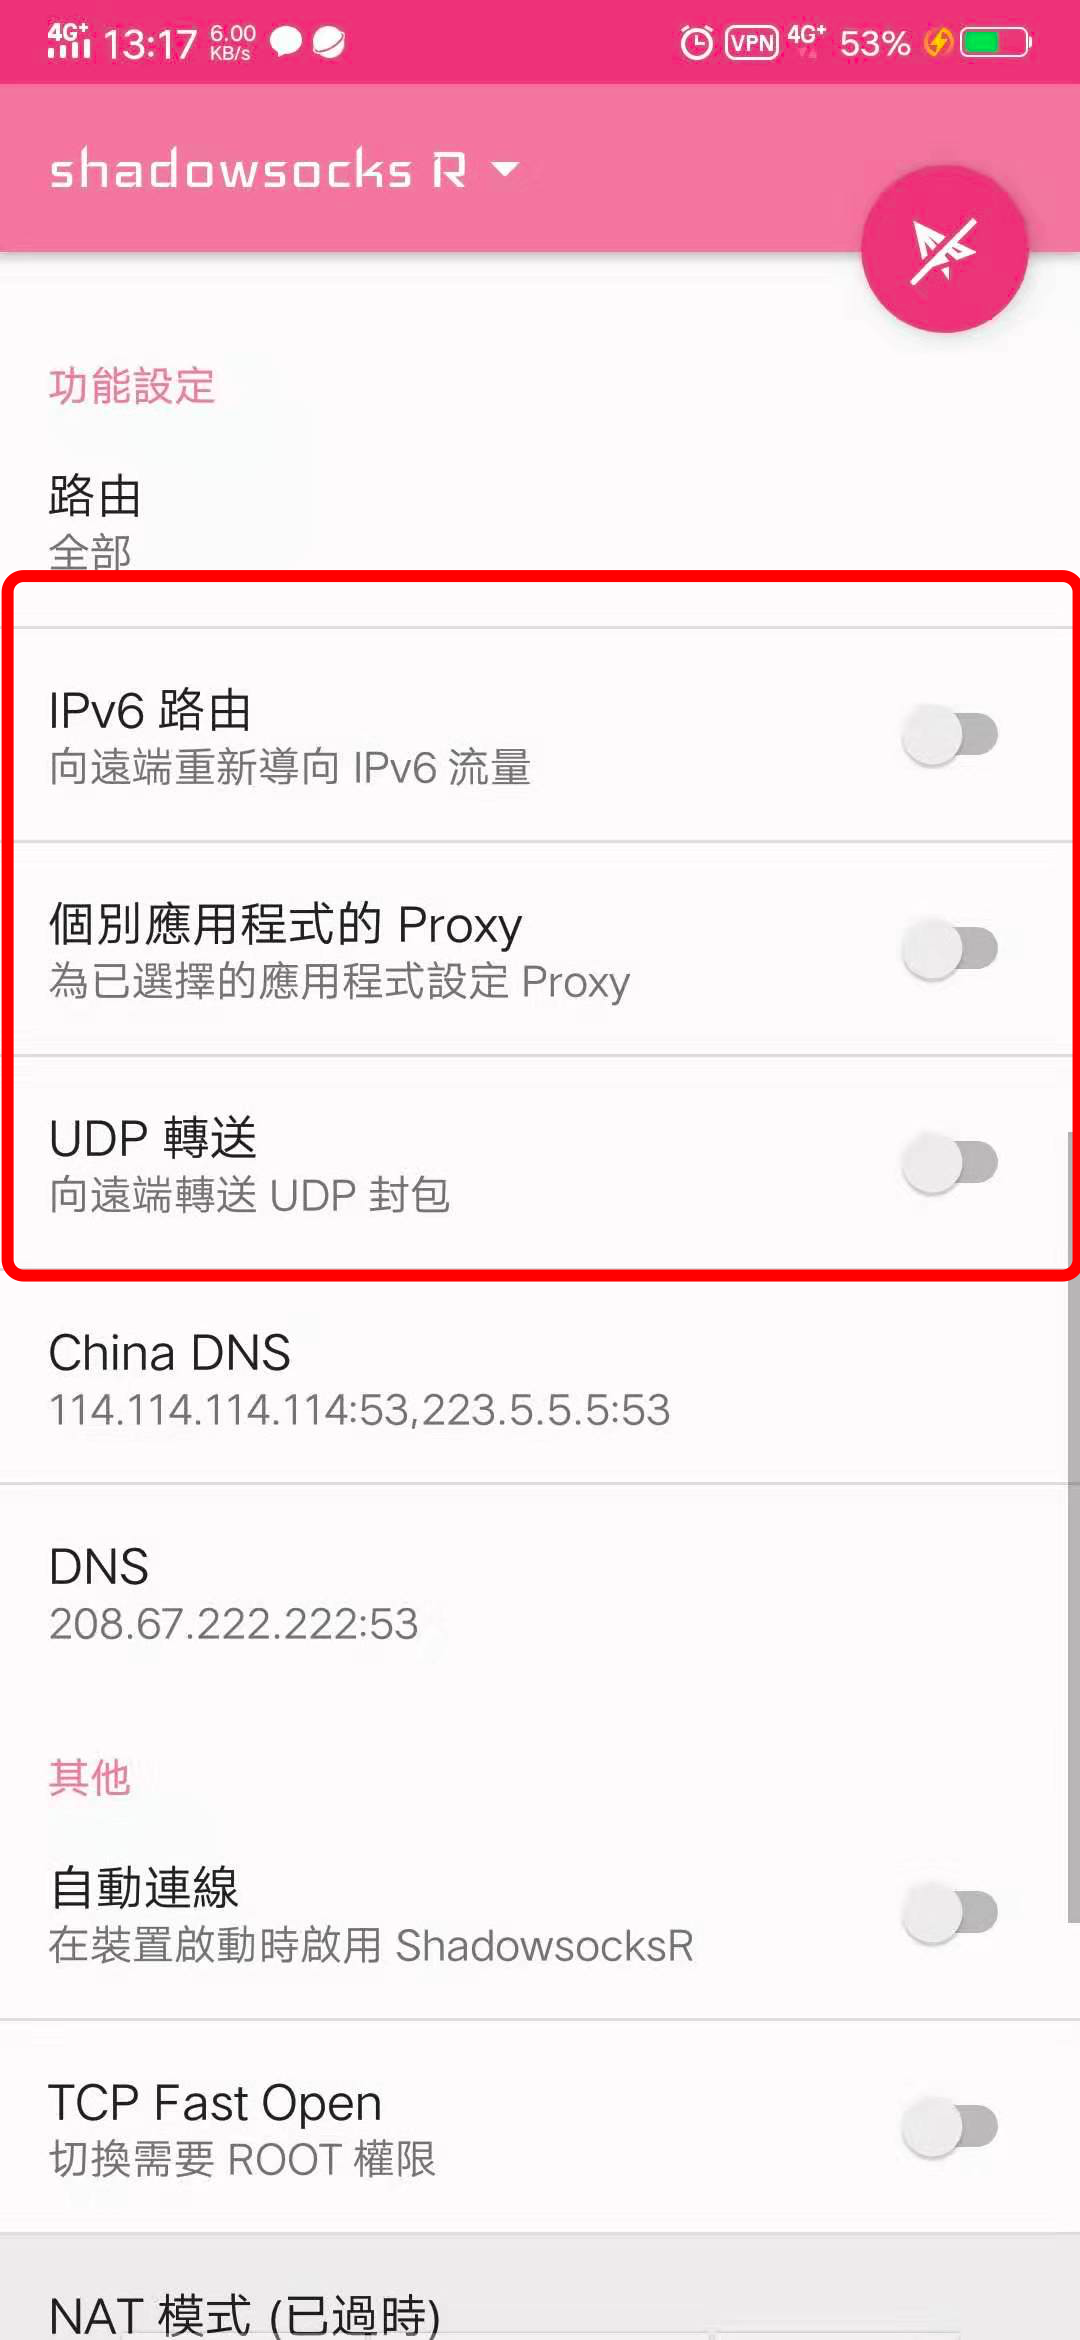 4G+ 13:17 6.00 KB/s VPN 4G+ 53%
shadowsocks R
功能設定
路由
全部
IPv6 路由
向遠端重新導向 IPv6 流量
個別應用程式的 Proxy
為已選擇的應用程式設定 Proxy
UDP 轉送
向遠端轉送 UDP 封包
China DNS
114.114.114.114:53,223.5.5.5:53
DNS
208.67.222.222:53
其他
自動連線
在裝置啟動時啟用 ShadowsocksR
TCP Fast Open
切換需要 ROOT 權限
NAT 模式 (已過時)